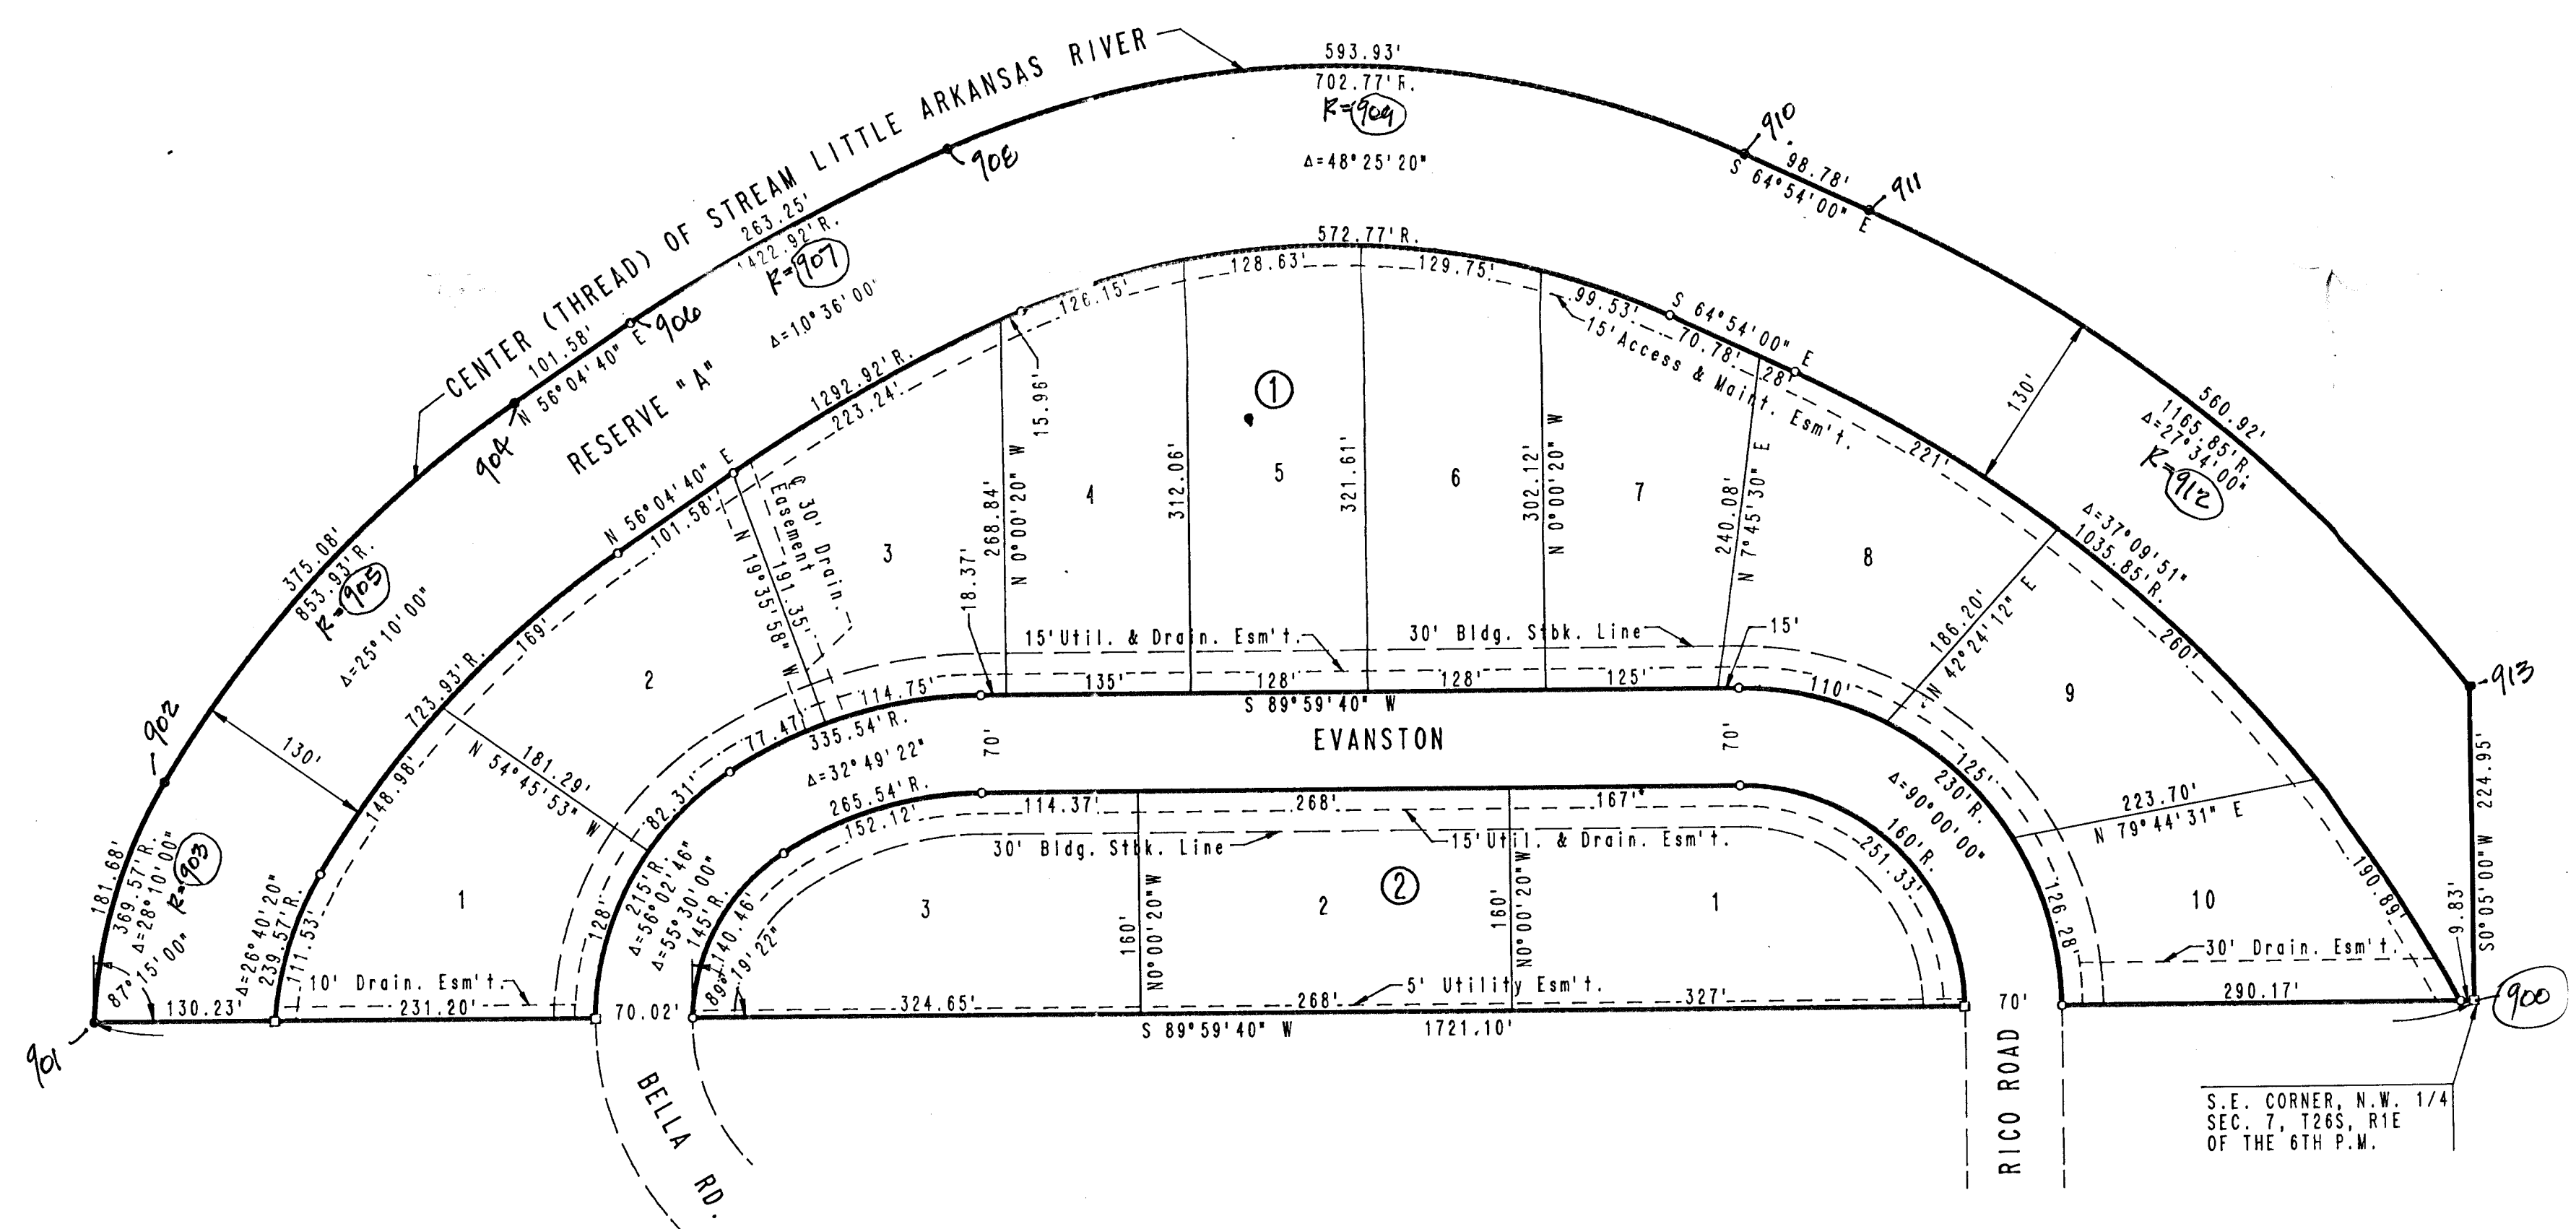 CENTER (THREAD) OF STREAM LITTLE ARKANSAS RIVER
593.93'
702.77' R.
R=909
Δ=48°25'20"
910
98.78'
S 64°54'00" E
911
908
263.25'
1422.92' R.
R=907
Δ=10°36'00"
906
101.58'
N 56°04'40" E
904
RESERVE "A"
572.77' R.
128.63'
129.75'
126.15'
99.53'
S 64°54'00" E
70.78'
28'
15' Access & Maint. Esm't.
221'
130'
560.92'
1165.85' R.
Δ=27°34'00"
R=912
Δ=37°09'51"
1035.85' R.
1292.92' R.
223.24'
15.96'
268.84'
N 0°00'20" W
1
3
4
5
6
7
8
9
10
312.06'
321.61'
302.12'
N 0°00'20" W
240.08'
N 7°45'30" E
186.20'
N 42°24'12" E
260'
913
375.08'
853.93' R.
R=905
Δ=25°10'00"
N 56°04'40" E
101.58'
℄ 30' Drain.
Easement
N 19°35'58" W
191.35'
169'
723.93' R.
2
18.37'
15' Util. & Drain. Esm't.
30' Bldg. Stbk. Line
15'
114.75'
135'
128'
128'
125'
110'
S 89°59'40" W
77.47'
335.54' R.
Δ=32°49'22"
70'
EVANSTON
70'
902
130'
148.98'
181.29'
N 54°45'53" W
82.31'
265.54' R.
152.12'
114.37'
268'
167'
125'
230' R.
Δ=90°00'00"
223.70'
N 79°44'31" E
224.95'
S0°05'00"W
30' Bldg. Stbk. Line
15' Util. & Drain. Esm't.
160' R.
251.33'
190.89'
9.83'
181.68'
369.57' R.
Δ=28°10'00"
R=903
87°15'00"
Δ=26°40'20"
239.57' R.
111.53'
1
128'
215' R.
Δ=56°02'46"
Δ=55°30'00"
145' R.
140.46'
89°19'22"
3
160'
N0°00'20"W
2
2
160'
N0°00'20"W
1
126.28'
30' Drain. Esm't.
10' Drain. Esm't.
5' Utility Esm't.
901
130.23'
231.20'
70.02'
324.65'
268'
327'
70'
290.17'
900
S 89°59'40" W
1721.10'
BELLA RD.
RICO ROAD
S.E. CORNER, N.W. 1/4
SEC. 7, T26S, R1E
OF THE 6TH P.M.